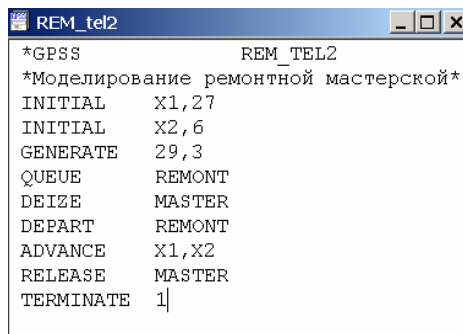 REM_tel2
*GPSS REM_TEL2
*Моделирование ремонтной мастерской*
INITIAL X1,27
INITIAL X2,6
GENERATE 29,3
QUEUE REMONT
DEIZE MASTER
DEPART REMONT
ADVANCE X1,X2
RELEASE MASTER
TERMINATE 1